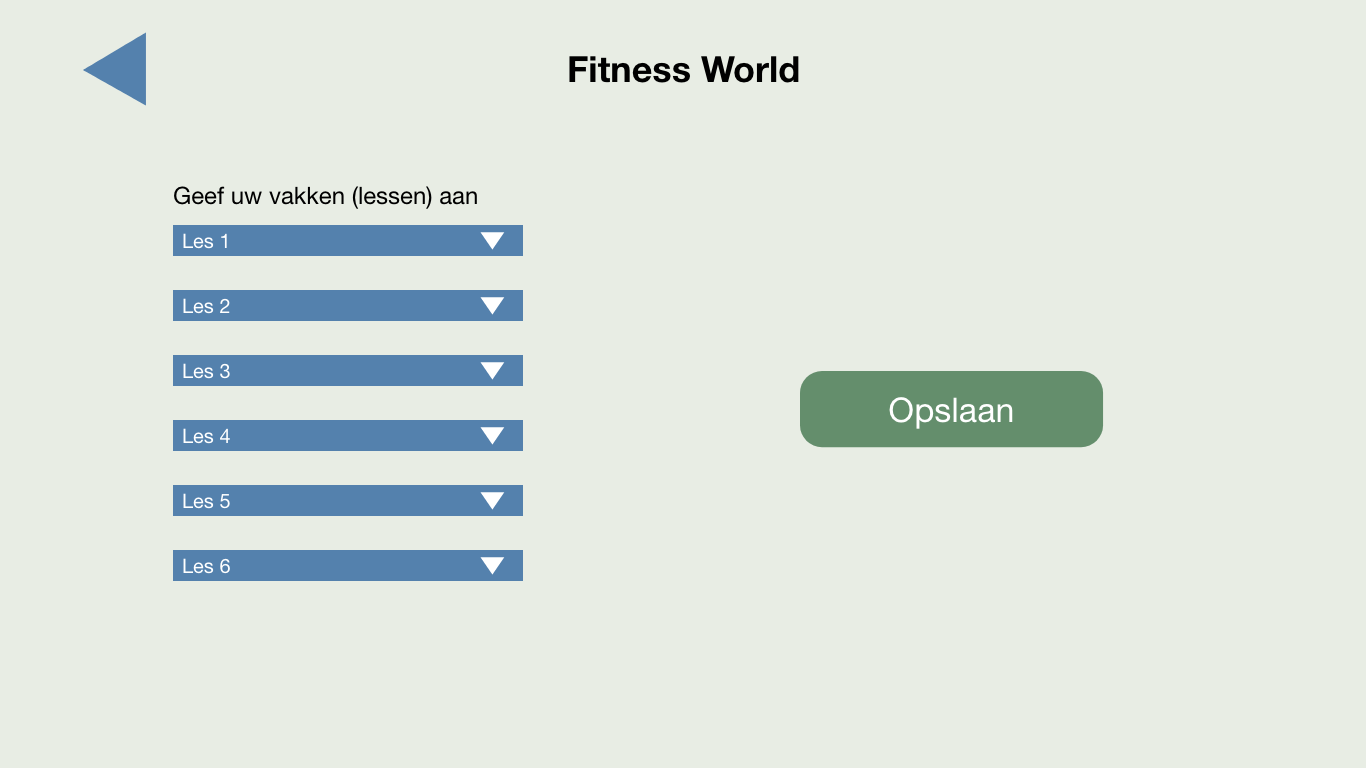 Fitness World
Geef uw vakken (lessen) aan
Les 1
Les 2
Les 3
Les 4
Les 5
Les 6
Opslaan